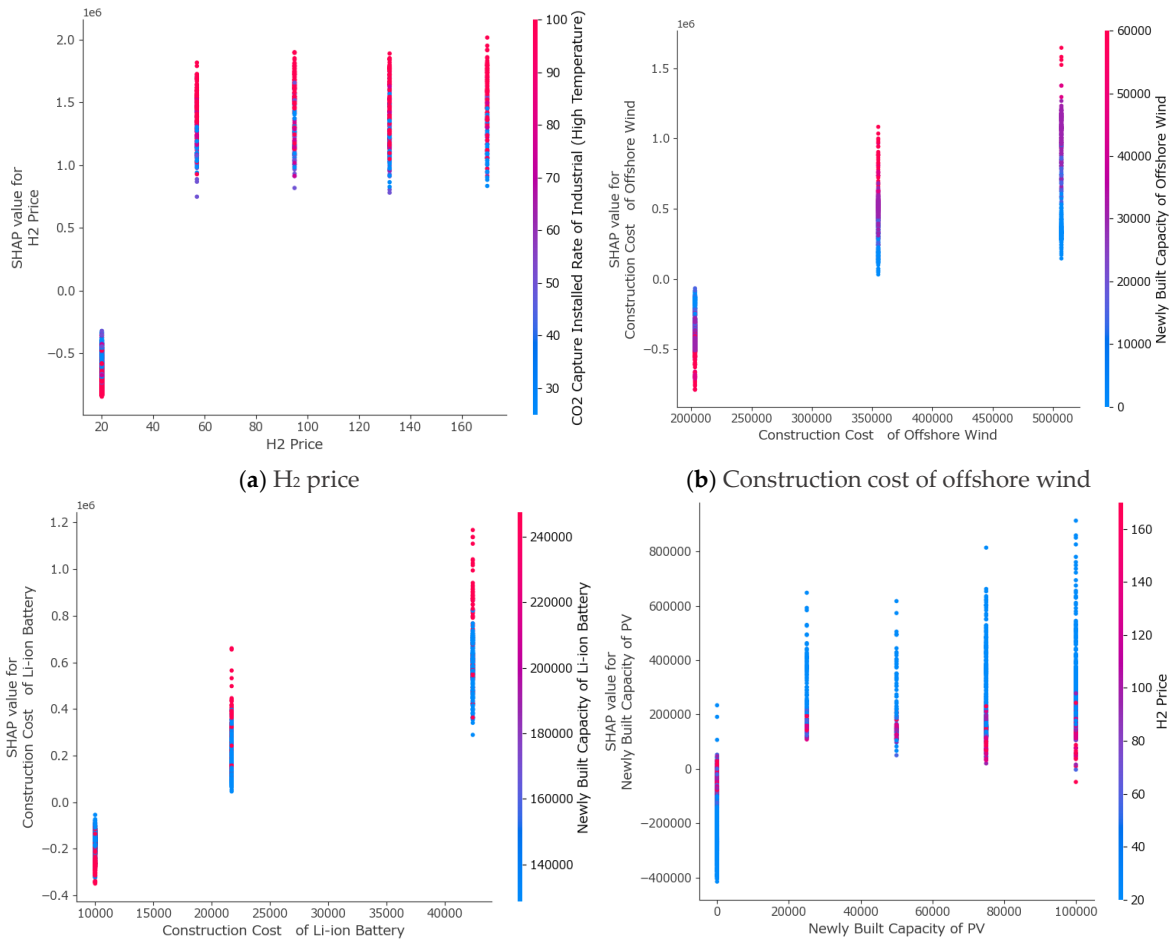 1e6
2.0
1.5
1.0
0.5
0.0
−0.5
20 40 60 80 100 120 140 160
H2 Price
SHAP value for
H2 Price
100
90
80
70
60
50
40
30
CO2 Capture Installed Rate of Industrial (High Temperature)
(a) H2 price
1e6
1.5
1.0
0.5
0.0
−0.5
200000 250000 300000 350000 400000 450000 500000
Construction Cost of Offshore Wind
SHAP value for
Construction Cost of Offshore Wind
60000
50000
40000
30000
20000
10000
0
Newly Built Capacity of Offshore Wind
(b) Construction cost of offshore wind
1e6
1.2
1.0
0.8
0.6
0.4
0.2
0.0
−0.2
−0.4
10000 15000 20000 25000 30000 35000 40000
Construction Cost of Li-ion Battery
SHAP value for
Construction Cost of Li-ion Battery
240000
220000
200000
180000
160000
140000
Newly Built Capacity of Li-ion Battery
800000
600000
400000
200000
0
−200000
−400000
0 20000 40000 60000 80000 100000
Newly Built Capacity of PV
SHAP value for
Newly Built Capacity of PV
160
140
120
100
80
60
40
20
H2 Price